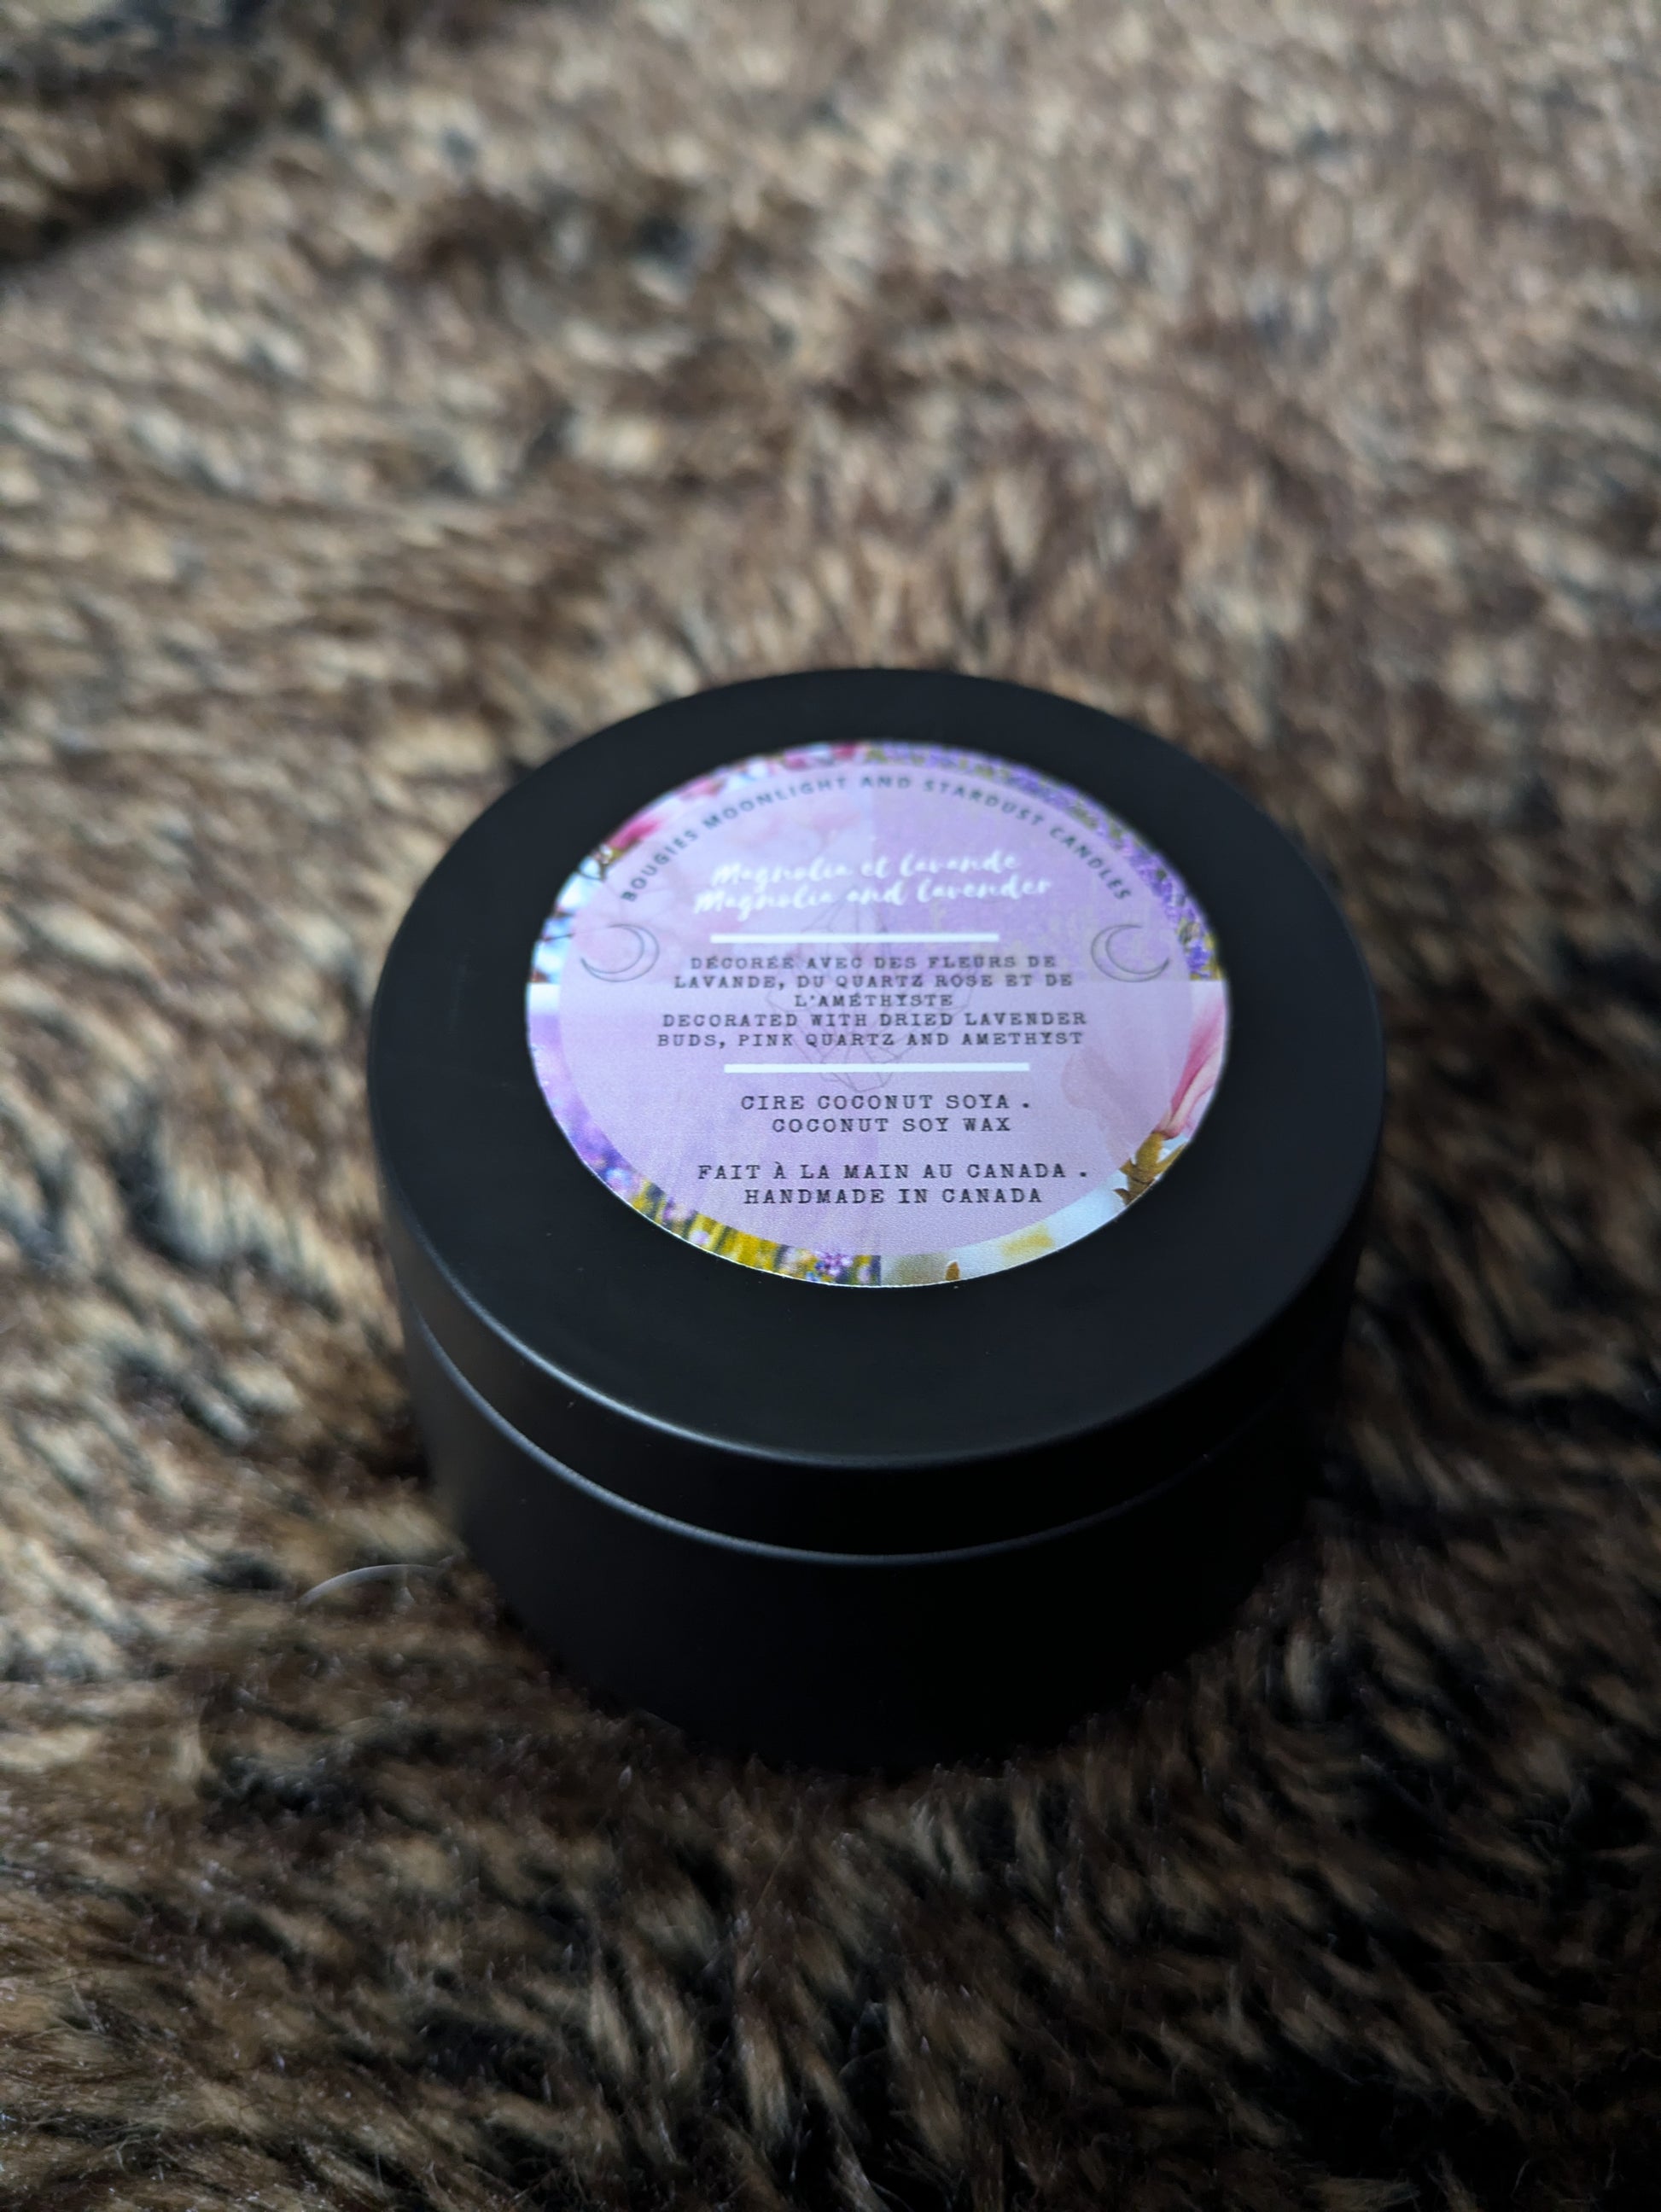 BOUGIES MOONLIGHT AND STARDUST CANDLES
Magnolia et lavande
Magnolia and lavender
DÉCORÉE AVEC DES FLEURS DE
LAVANDE, DU QUARTZ ROSE ET DE
L'AMÉTHYSTE
DECORATED WITH DRIED LAVENDER
BUDS, PINK QUARTZ AND AMETHYST
CIRE COCONUT SOYA .
COCONUT SOY WAX
FAIT À LA MAIN AU CANADA .
HANDMADE IN CANADA